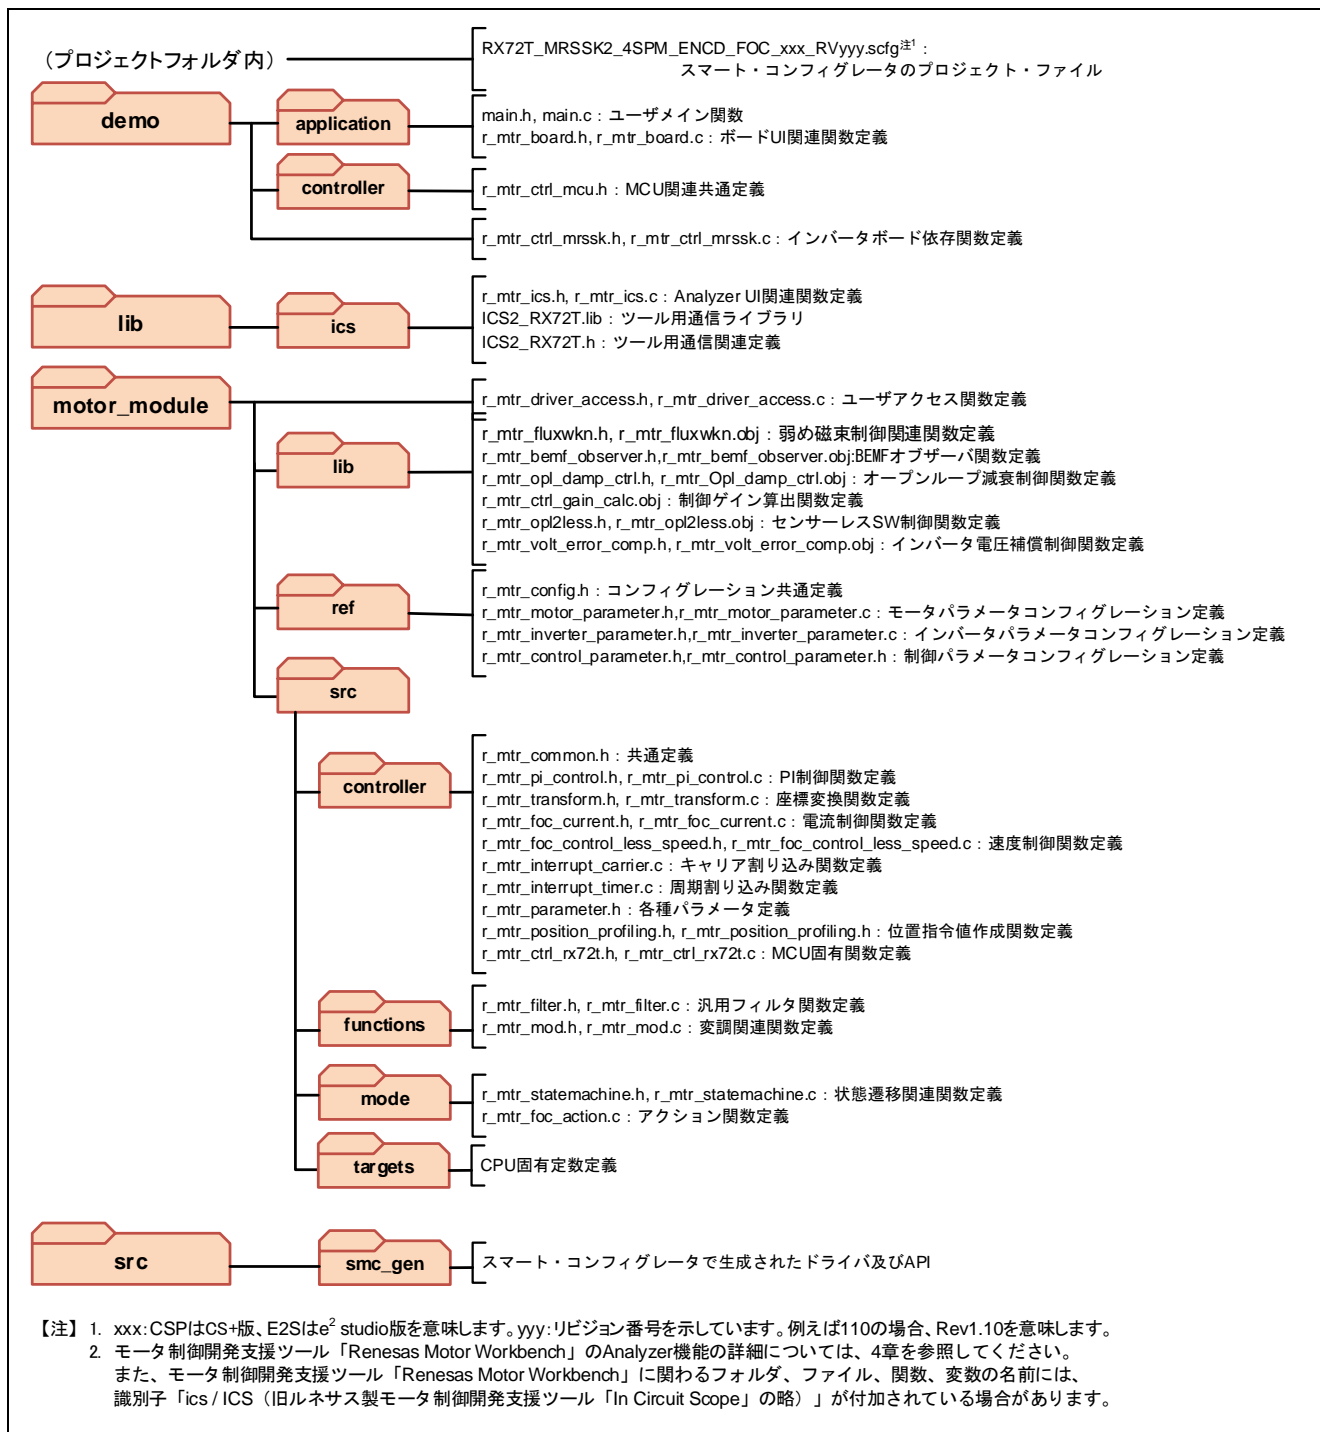 （プロジェクトフォルダ内）
RX72T_MRSSK2_4SPM_ENCD_FOC_xxx_RVyyy.scfg注1：
スマート・コンフィグレータのプロジェクト・ファイル
demo
application
main.h, main.c：ユーザメイン関数
r_mtr_board.h, r_mtr_board.c：ボードUI関連関数定義
controller
r_mtr_ctrl_mcu.h：MCU関連共通定義
r_mtr_ctrl_mrssk.h, r_mtr_ctrl_mrssk.c：インバータボード依存関数定義
lib
ics
r_mtr_ics.h, r_mtr_ics.c：Analyzer UI関連関数定義
ICS2_RX72T.lib：ツール用通信ライブラリ
ICS2_RX72T.h：ツール用通信関連定義
motor_module
r_mtr_driver_access.h, r_mtr_driver_access.c：ユーザアクセス関数定義
lib
r_mtr_fluxwkn.h, r_mtr_fluxwkn.obj：弱め磁束制御関連関数定義
r_mtr_bemf_observer.h,r_mtr_bemf_observer.obj:BEMFオブザーバ関数定義
r_mtr_opl_damp_ctrl.h, r_mtr_Opl_damp_ctrl.obj：オープンループ減衰制御関数定義
r_mtr_ctrl_gain_calc.obj：制御ゲイン算出関数定義
r_mtr_opl2less.h, r_mtr_opl2less.obj：センサーレスSW制御関数定義
r_mtr_volt_error_comp.h, r_mtr_volt_error_comp.obj：インバータ電圧補償制御関数定義
ref
r_mtr_config.h：コンフィグレーション共通定義
r_mtr_motor_parameter.h,r_mtr_motor_parameter.c：モータパラメータコンフィグレーション定義
r_mtr_inverter_parameter.h,r_mtr_inverter_parameter.c：インバータパラメータコンフィグレーション定義
r_mtr_control_parameter.h,r_mtr_control_parameter.h：制御パラメータコンフィグレーション定義
src
controller
r_mtr_common.h：共通定義
r_mtr_pi_control.h, r_mtr_pi_control.c：PI制御関数定義
r_mtr_transform.h, r_mtr_transform.c：座標変換関数定義
r_mtr_foc_current.h, r_mtr_foc_current.c：電流制御関数定義
r_mtr_foc_control_less_speed.h, r_mtr_foc_control_less_speed.c：速度制御関数定義
r_mtr_interrupt_carrier.c：キャリア割り込み関数定義
r_mtr_interrupt_timer.c：周期割り込み関数定義
r_mtr_parameter.h：各種パラメータ定義
r_mtr_position_profiling.h, r_mtr_position_profiling.h：位置指令値作成関数定義
r_mtr_ctrl_rx72t.h, r_mtr_ctrl_rx72t.c：MCU固有関数定義
functions
r_mtr_filter.h, r_mtr_filter.c：汎用フィルタ関数定義
r_mtr_mod.h, r_mtr_mod.c：変調関連関数定義
mode
r_mtr_statemachine.h, r_mtr_statemachine.c：状態遷移関連関数定義
r_mtr_foc_action.c：アクション関数定義
targets
CPU固有定数定義
src
smc_gen
スマート・コンフィグレータで生成されたドライバ及びAPI
【注】 1. xxx:CSPはCS+版、E2Sはe² studio版を意味します。yyy:リビジョン番号を示しています。例えば110の場合、Rev1.10を意味します。
2. モータ制御開発支援ツール「Renesas Motor Workbench」のAnalyzer機能の詳細については、4章を参照してください。
また、モータ制御開発支援ツール「Renesas Motor Workbench」に関わるフォルダ、ファイル、関数、変数の名前には、
識別子「ics / ICS（旧ルネサス製モータ制御開発支援ツール「In Circuit Scope」の略）」が付加されている場合があります。